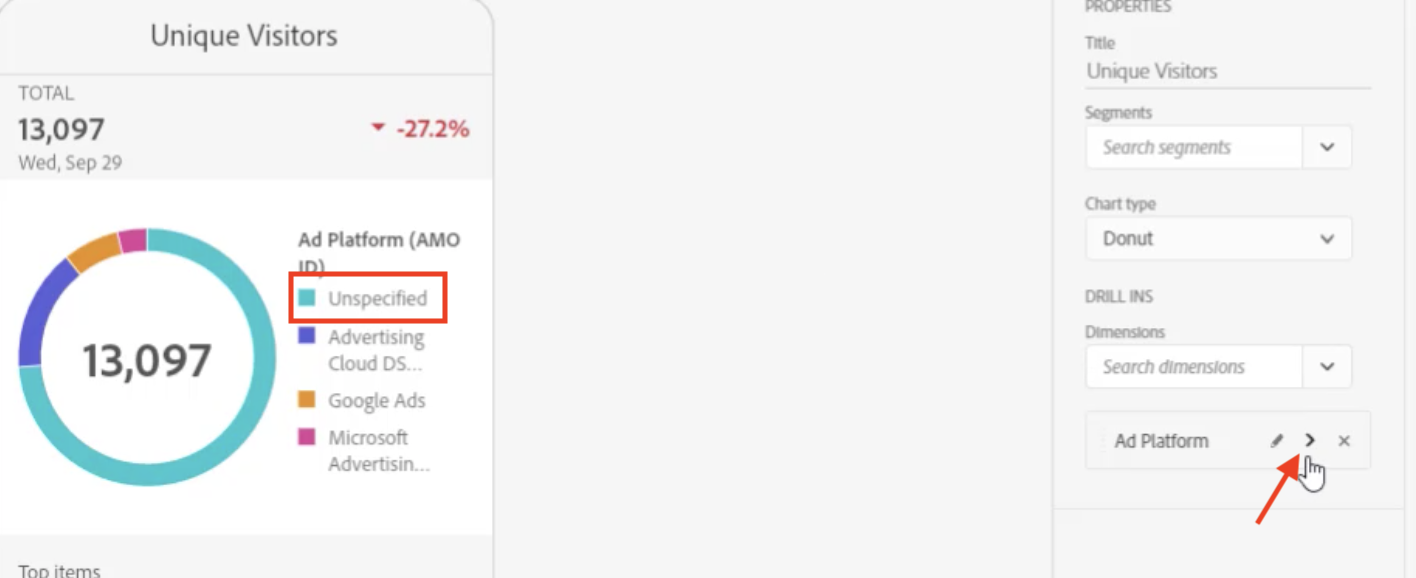 Unique Visitors
TOTAL
13,097
-27.2%
Wed, Sep 29
13,097
Ad Platform (AMO
ID)
Unspecified
Advertising
Cloud DS...
Google Ads
Microsoft
Advertisin...
Top items
PROPERTIES
Title
Unique Visitors
Segments
Search segments
Chart type
Donut
DRILL INS
Dimensions
Search dimensions
Ad Platform